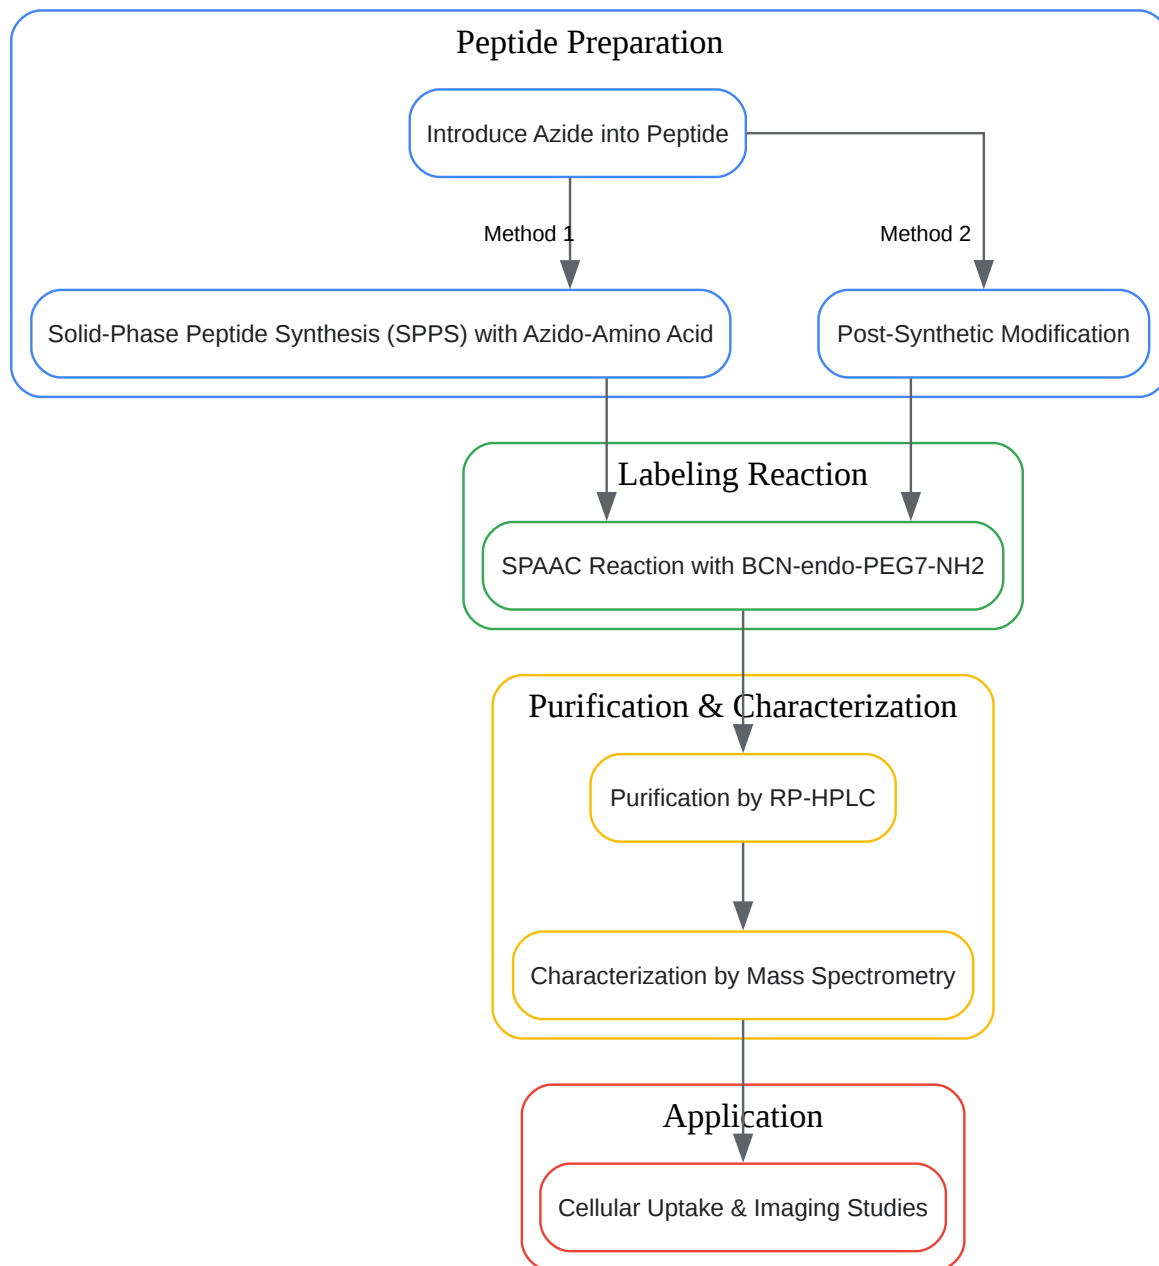 Peptide Preparation
Introduce Azide into Peptide
Method 1
Method 2
Solid-Phase Peptide Synthesis (SPPS) with Azido-Amino Acid
Post-Synthetic Modification
Labeling Reaction
SPAAC Reaction with BCN-endo-PEG7-NH2
Purification & Characterization
Purification by RP-HPLC
Characterization by Mass Spectrometry
Application
Cellular Uptake & Imaging Studies